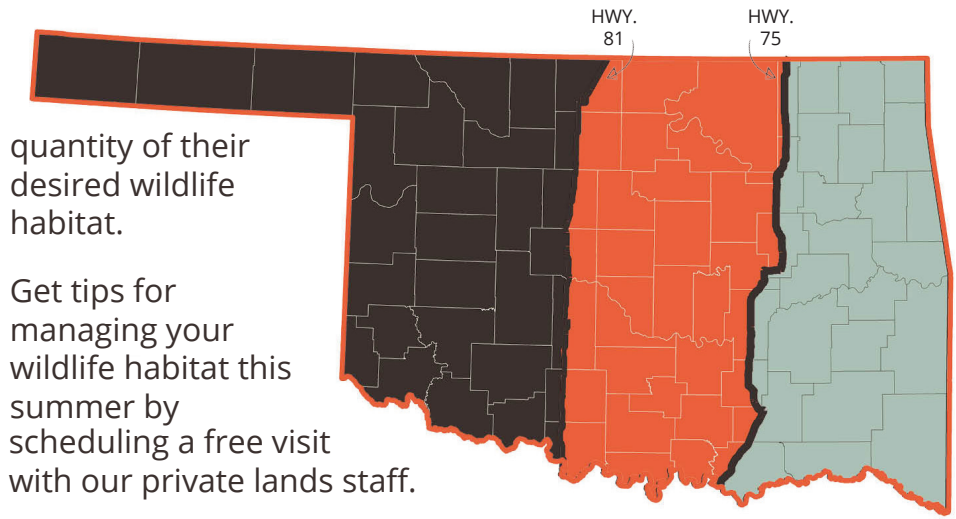 HWY.
81
HWY.
75
quantity of their
desired wildlife
habitat.
Get tips for
managing your
wildlife habitat this
summer by
scheduling a free visit
with our private lands staff.